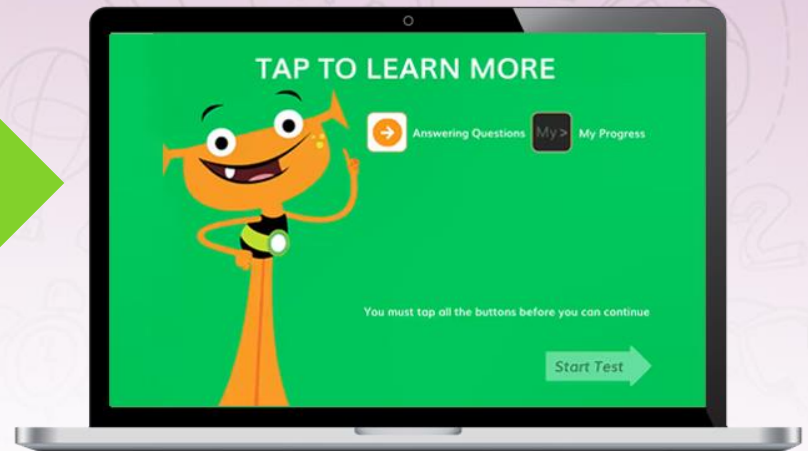 TAP TO LEARN MORE
Answering Questions My> My Progress
You must tap all the buttons before you can continue
Start Test